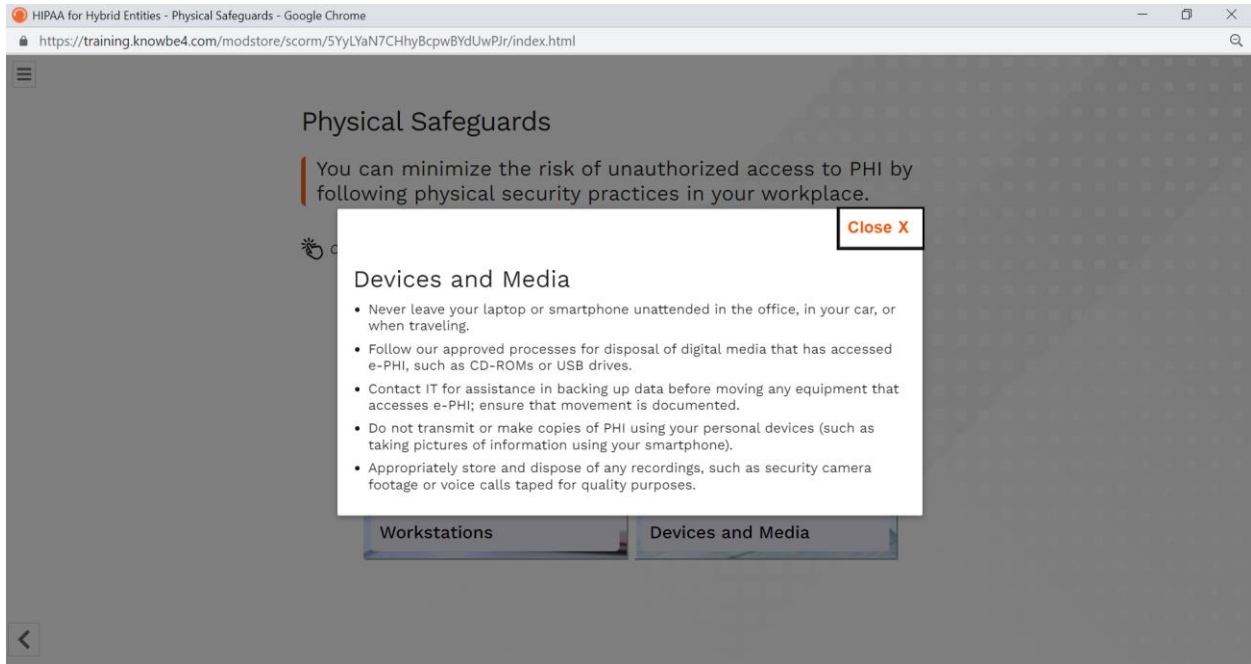 HIPAA for Hybrid Entities - Physical Safeguards - Google Chrome
https://training.knowbe4.com/modstore/scorm/5YyLYaN7CHhyBcpwBYdUwPJr/index.html
Physical Safeguards
You can minimize the risk of unauthorized access to PHI by
following physical security practices in your workplace.
Close X
Devices and Media
• Never leave your laptop or smartphone unattended in the office, in your car, or
when traveling.
• Follow our approved processes for disposal of digital media that has accessed
e-PHI, such as CD-ROMs or USB drives.
• Contact IT for assistance in backing up data before moving any equipment that
accesses e-PHI; ensure that movement is documented.
• Do not transmit or make copies of PHI using your personal devices (such as
taking pictures of information using your smartphone).
• Appropriately store and dispose of any recordings, such as security camera
footage or voice calls taped for quality purposes.
Workstations
Devices and Media